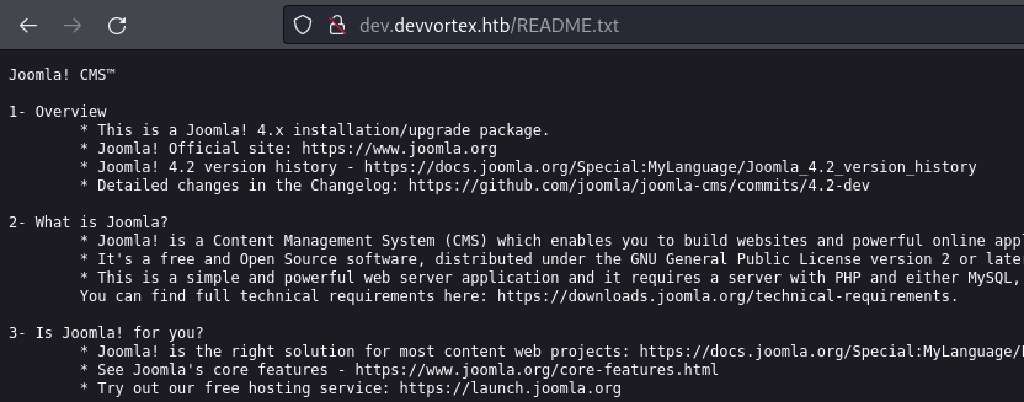 dev.devvortex.htb/README.txt
Joomla! CMS™
1- Overview
* This is a Joomla! 4.x installation/upgrade package.
* Joomla! Official site: https://www.joomla.org
* Joomla! 4.2 version history - https://docs.joomla.org/Special:MyLanguage/Joomla_4.2_version_history
* Detailed changes in the Changelog: https://github.com/joomla/joomla-cms/commits/4.2-dev
2- What is Joomla?
* Joomla! is a Content Management System (CMS) which enables you to build websites and powerful online appl
* It's a free and Open Source software, distributed under the GNU General Public License version 2 or late
* This is a simple and powerful web server application and it requires a server with PHP and either MySQL,
You can find full technical requirements here: https://downloads.joomla.org/technical-requirements.
3- Is Joomla! for you?
* Joomla! is the right solution for most content web projects: https://docs.joomla.org/Special:MyLanguage/
* See Joomla's core features - https://www.joomla.org/core-features.html
* Try out our free hosting service: https://launch.joomla.org